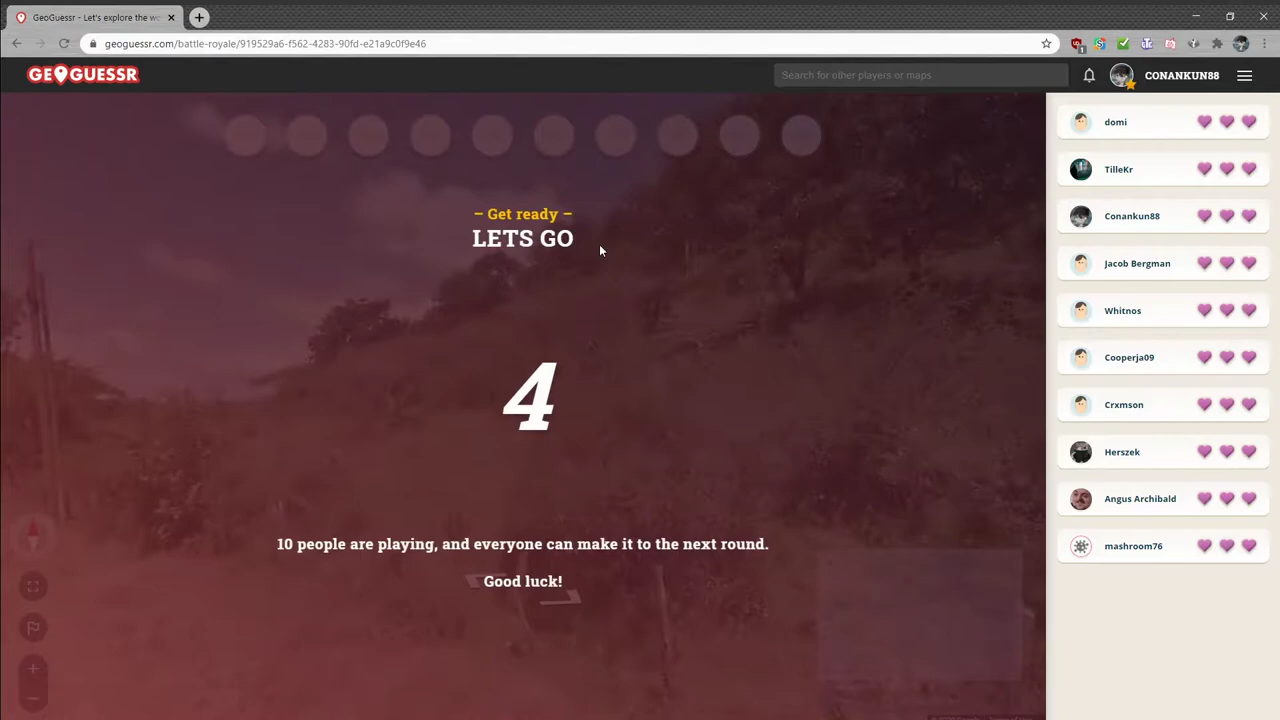 GeoGuessr - Let's explore the wo
geoguessr.com/battle-royale/919529a6-f562-4283-90fd-e21a9c0f9e46
1
GEOGUESSR
Search for other players or maps
CONANKUN88
– Get ready –
LETS GO
4
10 people are playing, and everyone can make it to the next round.
Good luck!
domi
TilleKr
Conankun88
Jacob Bergman
Whitnos
Cooperja09
Crxmson
Herszek
Angus Archibald
mashroom76